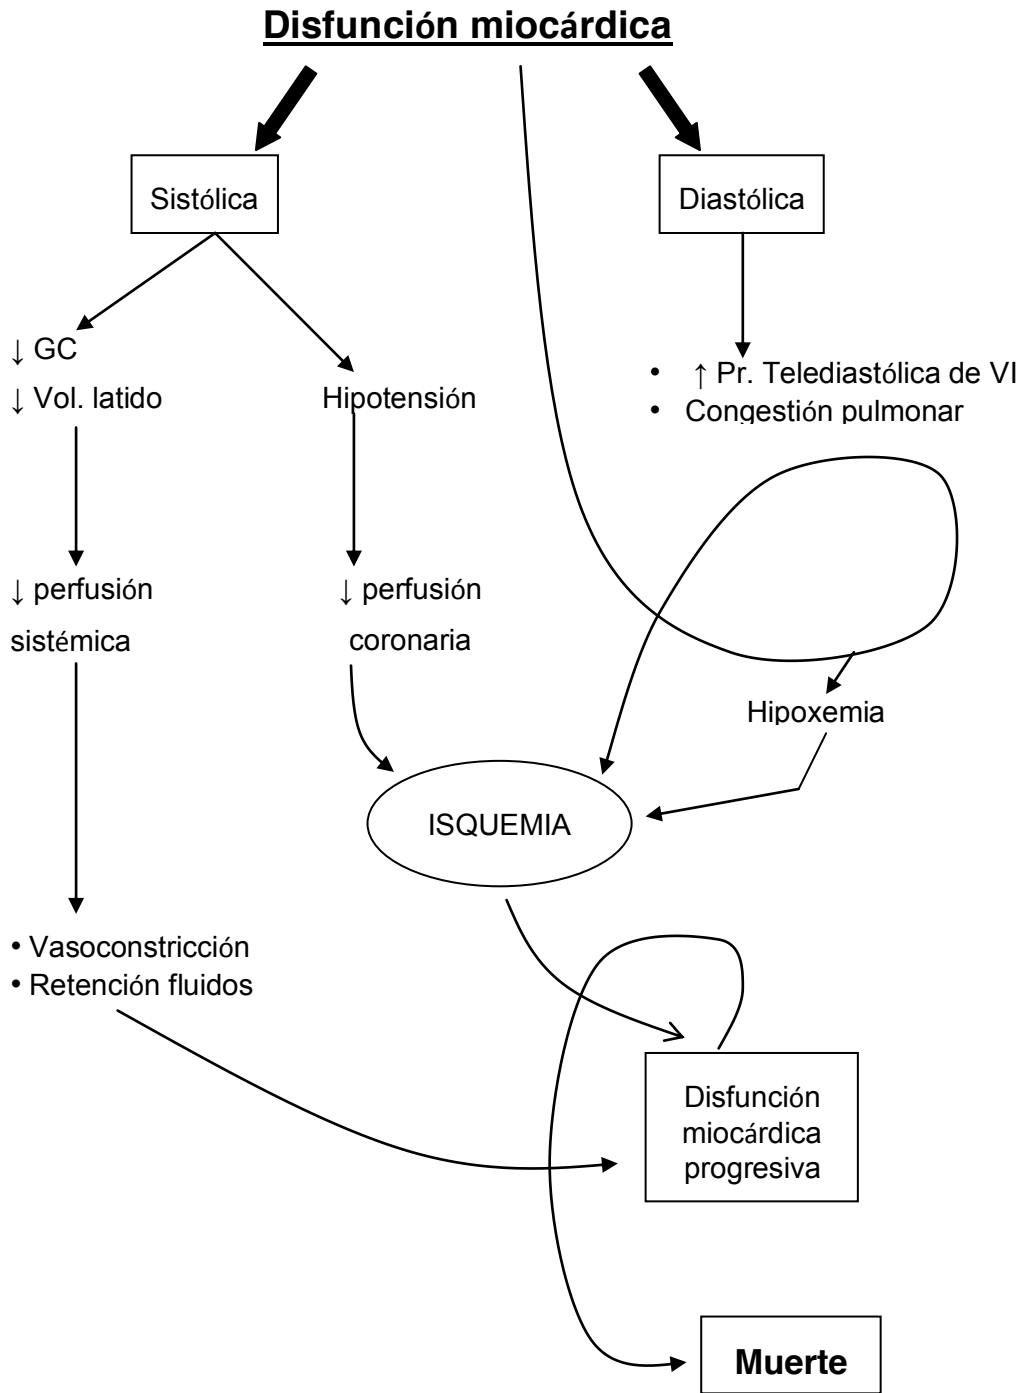 Disfunción miocárdica
Sistólica
Diastólica
↓ GC
↓ Vol. latido
Hipotensión
• ↑ Pr. Telediastólica de VI
• Congestión pulmonar
↓ perfusión
sistémica
↓ perfusión
coronaria
Hipoxemia
ISQUEMIA
• Vasoconstricción
• Retención fluidos
Disfunción
miocárdica
progresiva
Muerte